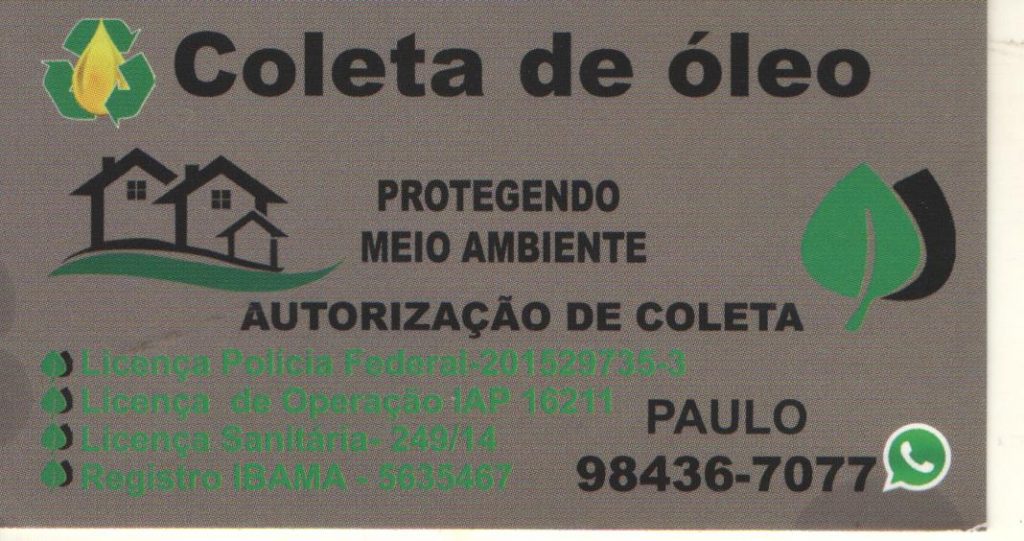 Coleta de óleo
PROTEGENDO
MEIO AMBIENTE
AUTORIZAÇÃO DE COLETA
Licença Polícia Federal-201529735-3
Licença de Operação IAP 16211
Licença Sanitária- 249/14
Registro IBAMA - 5635467
PAULO
98436-7077